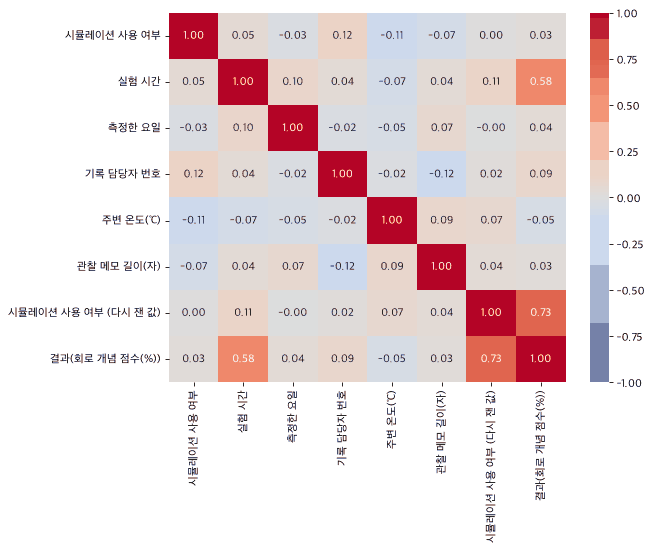 시뮬레이션 사용 여부 1.00 0.05 -0.03 0.12 -0.11 -0.07 0.00 0.03
실험 시간 0.05 1.00 0.10 0.04 -0.07 0.04 0.11 0.58
측정한 요일 -0.03 0.10 1.00 -0.02 -0.05 0.07 -0.00 0.04
기록 담당자 번호 0.12 0.04 -0.02 1.00 -0.02 -0.12 0.02 0.09
주변 온도(℃) -0.11 -0.07 -0.05 -0.02 1.00 0.09 0.07 -0.05
관찰 메모 길이(자) -0.07 0.04 0.07 -0.12 0.09 1.00 0.04 0.03
시뮬레이션 사용 여부 (다시 잰 값) 0.00 0.11 -0.00 0.02 0.07 0.04 1.00 0.73
결과(회로 개념 점수(%)) 0.03 0.58 0.04 0.09 -0.05 0.03 0.73 1.00
시뮬레이션 사용 여부
실험 시간
측정한 요일
기록 담당자 번호
주변 온도(℃)
관찰 메모 길이(자)
시뮬레이션 사용 여부 (다시 잰 값)
결과(회로 개념 점수(%))
1.00
0.75
0.50
0.25
0.00
-0.25
-0.50
-0.75
-1.00